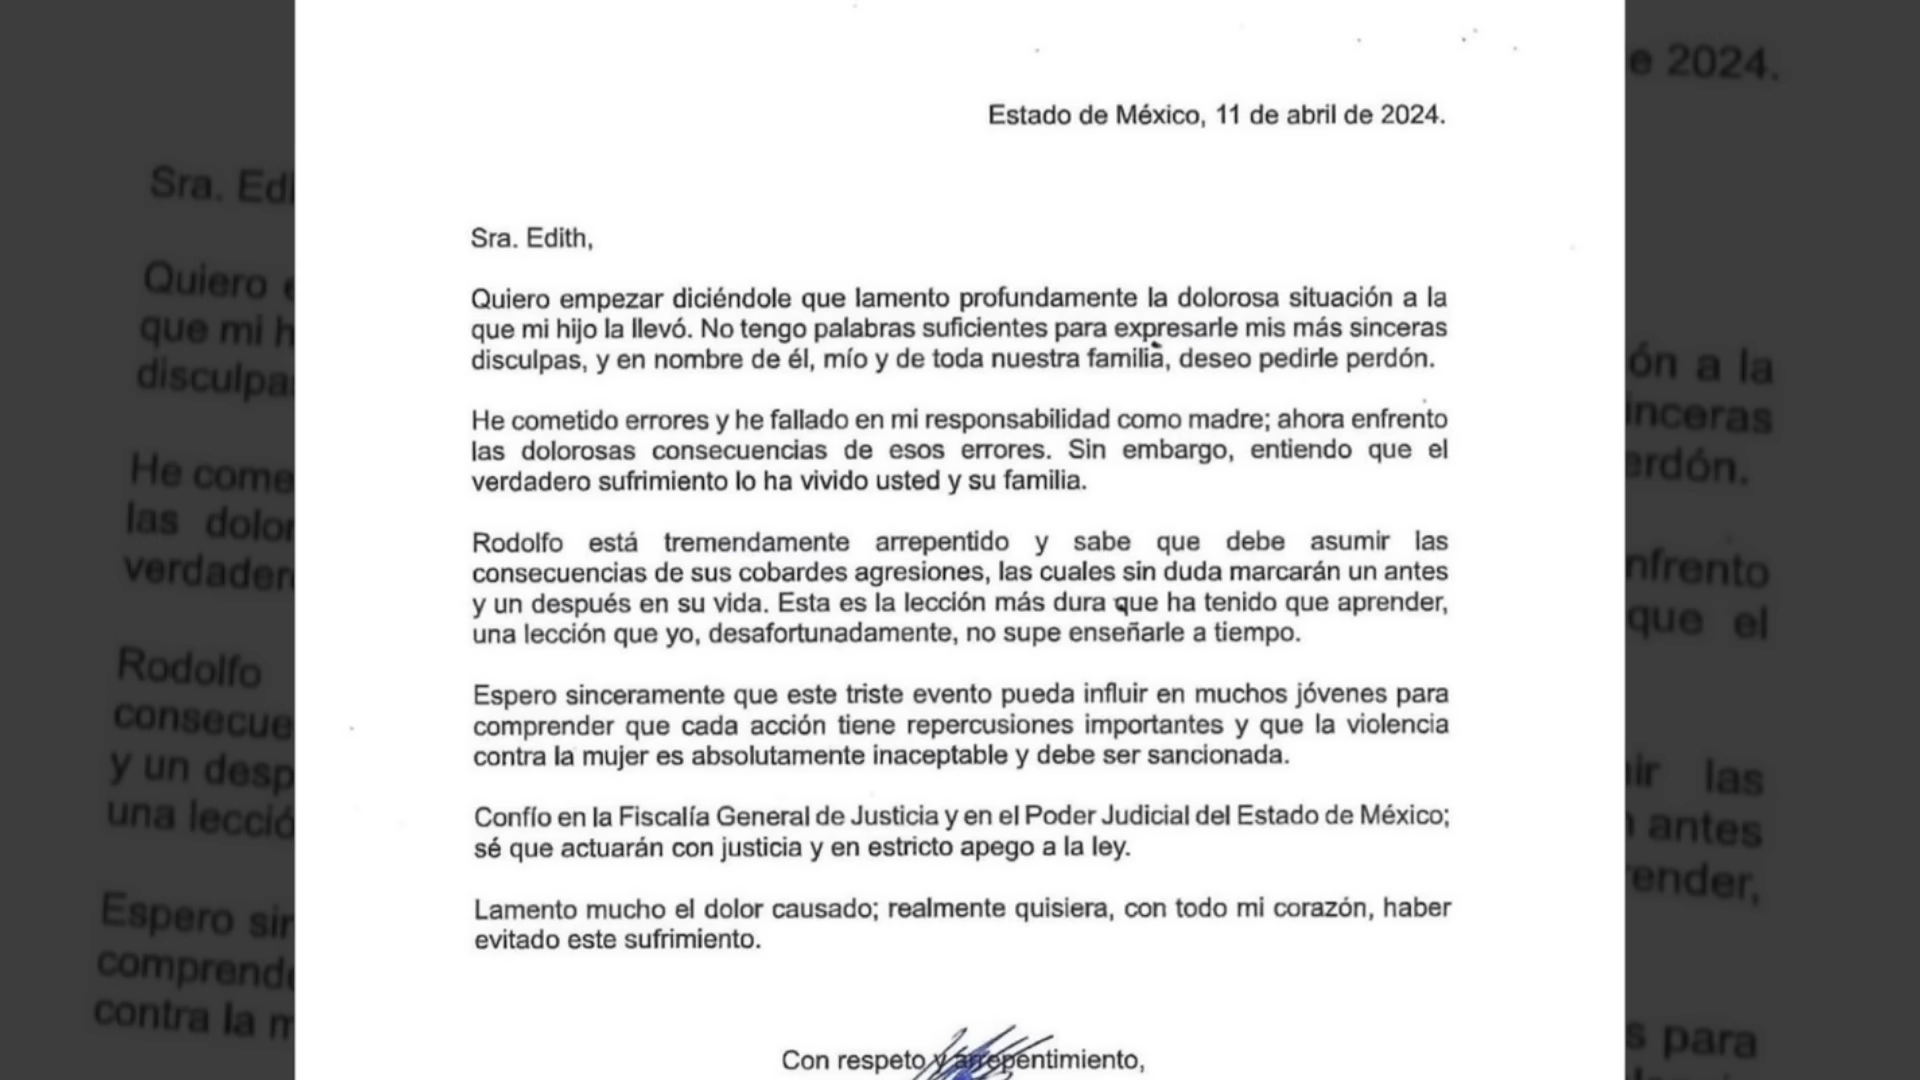 Estado de México, 11 de abril de 2024.
Sra. Edith,
Quiero empezar diciéndole que lamento profundamente la dolorosa situación a la
que mi hijo la llevó. No tengo palabras suficientes para expresarle mis más sinceras
disculpas, y en nombre de él, mío y de toda nuestra familia, deseo pedirle perdón.
He cometido errores y he fallado en mi responsabilidad como madre; ahora enfrento
las dolorosas consecuencias de esos errores. Sin embargo, entiendo que el
verdadero sufrimiento lo ha vivido usted y su familia.
Rodolfo está tremendamente arrepentido y sabe que debe asumir las
consecuencias de sus cobardes agresiones, las cuales sin duda marcarán un antes
y un después en su vida. Esta es la lección más dura que ha tenido que aprender,
una lección que yo, desafortunadamente, no supe enseñarle a tiempo.
Espero sinceramente que este triste evento pueda influir en muchos jóvenes para
comprender que cada acción tiene repercusiones importantes y que la violencia
contra la mujer es absolutamente inaceptable y debe ser sancionada.
Confío en la Fiscalía General de Justicia y en el Poder Judicial del Estado de México;
sé que actuarán con justicia y en estricto apego a la ley.
Lamento mucho el dolor causado; realmente quisiera, con todo mi corazón, haber
evitado este sufrimiento.
Con respeto y arrepentimiento,